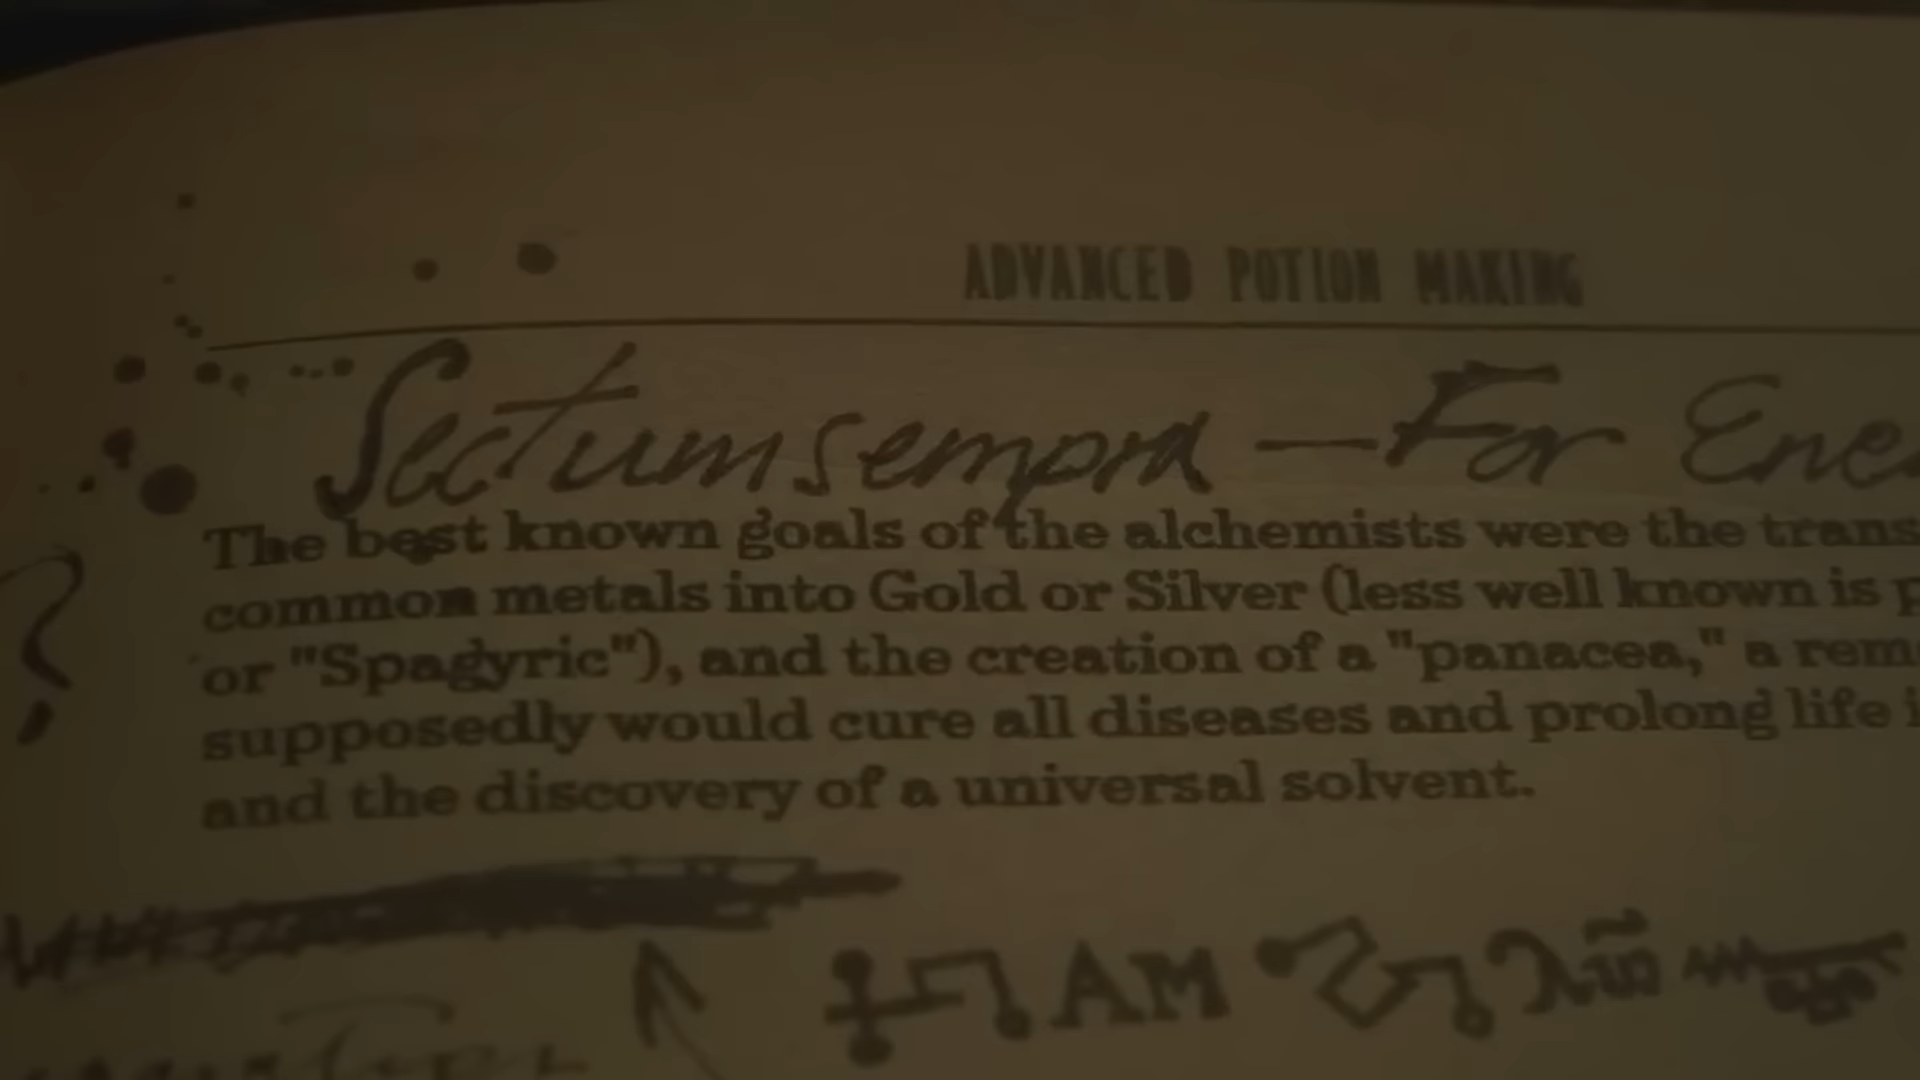 ADVANCED POTION MAKING
Sectumsempra — For Ene
The best known goals of the alchemists were the trans
common metals into Gold or Silver (less well known is p
or "Spagyric"), and the creation of a "panacea," a rem
supposedly would cure all diseases and prolong life i
and the discovery of a universal solvent.
AM